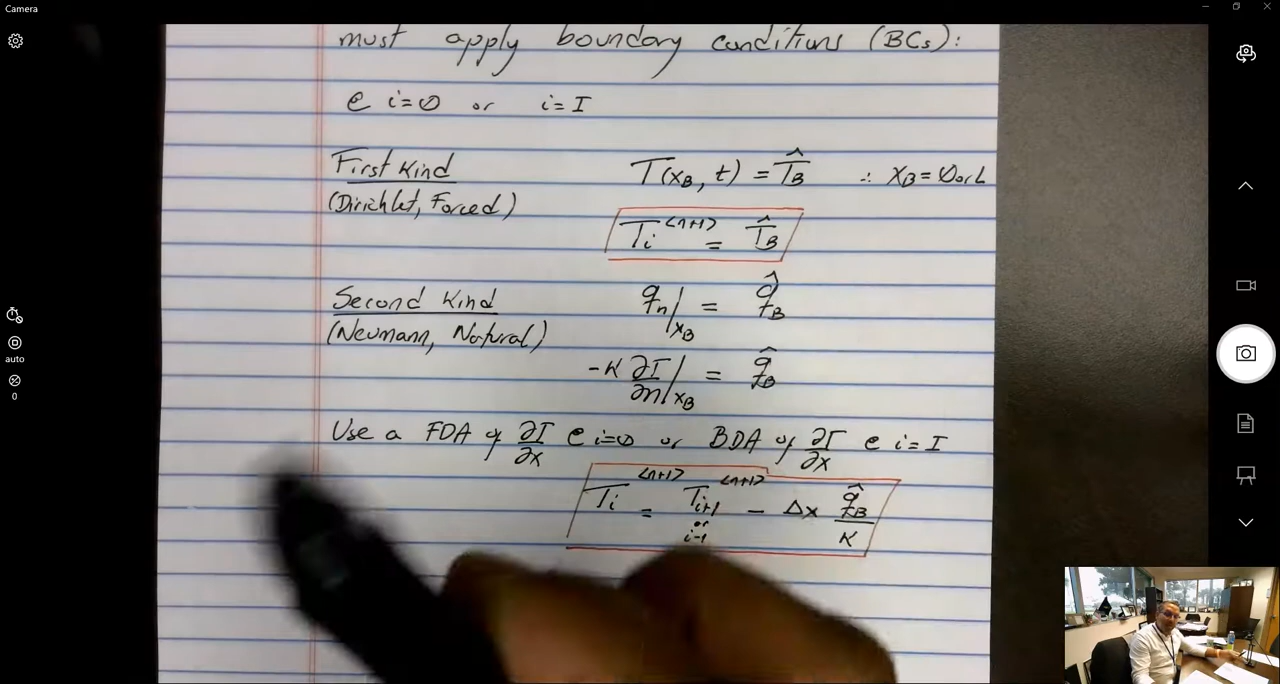 Camera
must apply boundary conditions (BCs):
@ i=0 or i=I
First Kind T(x_B, t) = T̂_B ∴ x_B = 0 or L
(Dirichlet, Forced)
T_i^<n+1> = T̂_B
Second Kind q_n|_{x_B} = q̂_B
(Neumann, Natural)
-K ∂T/∂n|_{x_B} = q̂_B
Use a FDA of ∂T/∂x @ i=0 or BDA of ∂T/∂x @ i=I
T_i^<n+1> = T_{i+1 or i-1}^<n+1> - Δx q̂_B/K
auto
0